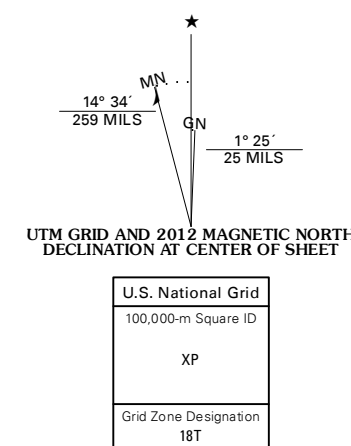 ★
MN
14° 34´
259 MILS
GN
1° 25´
25 MILS
UTM GRID AND 2012 MAGNETIC NORTH
DECLINATION AT CENTER OF SHEET
U.S. National Grid
100,000-m Square ID
XP
Grid Zone Designation
18T